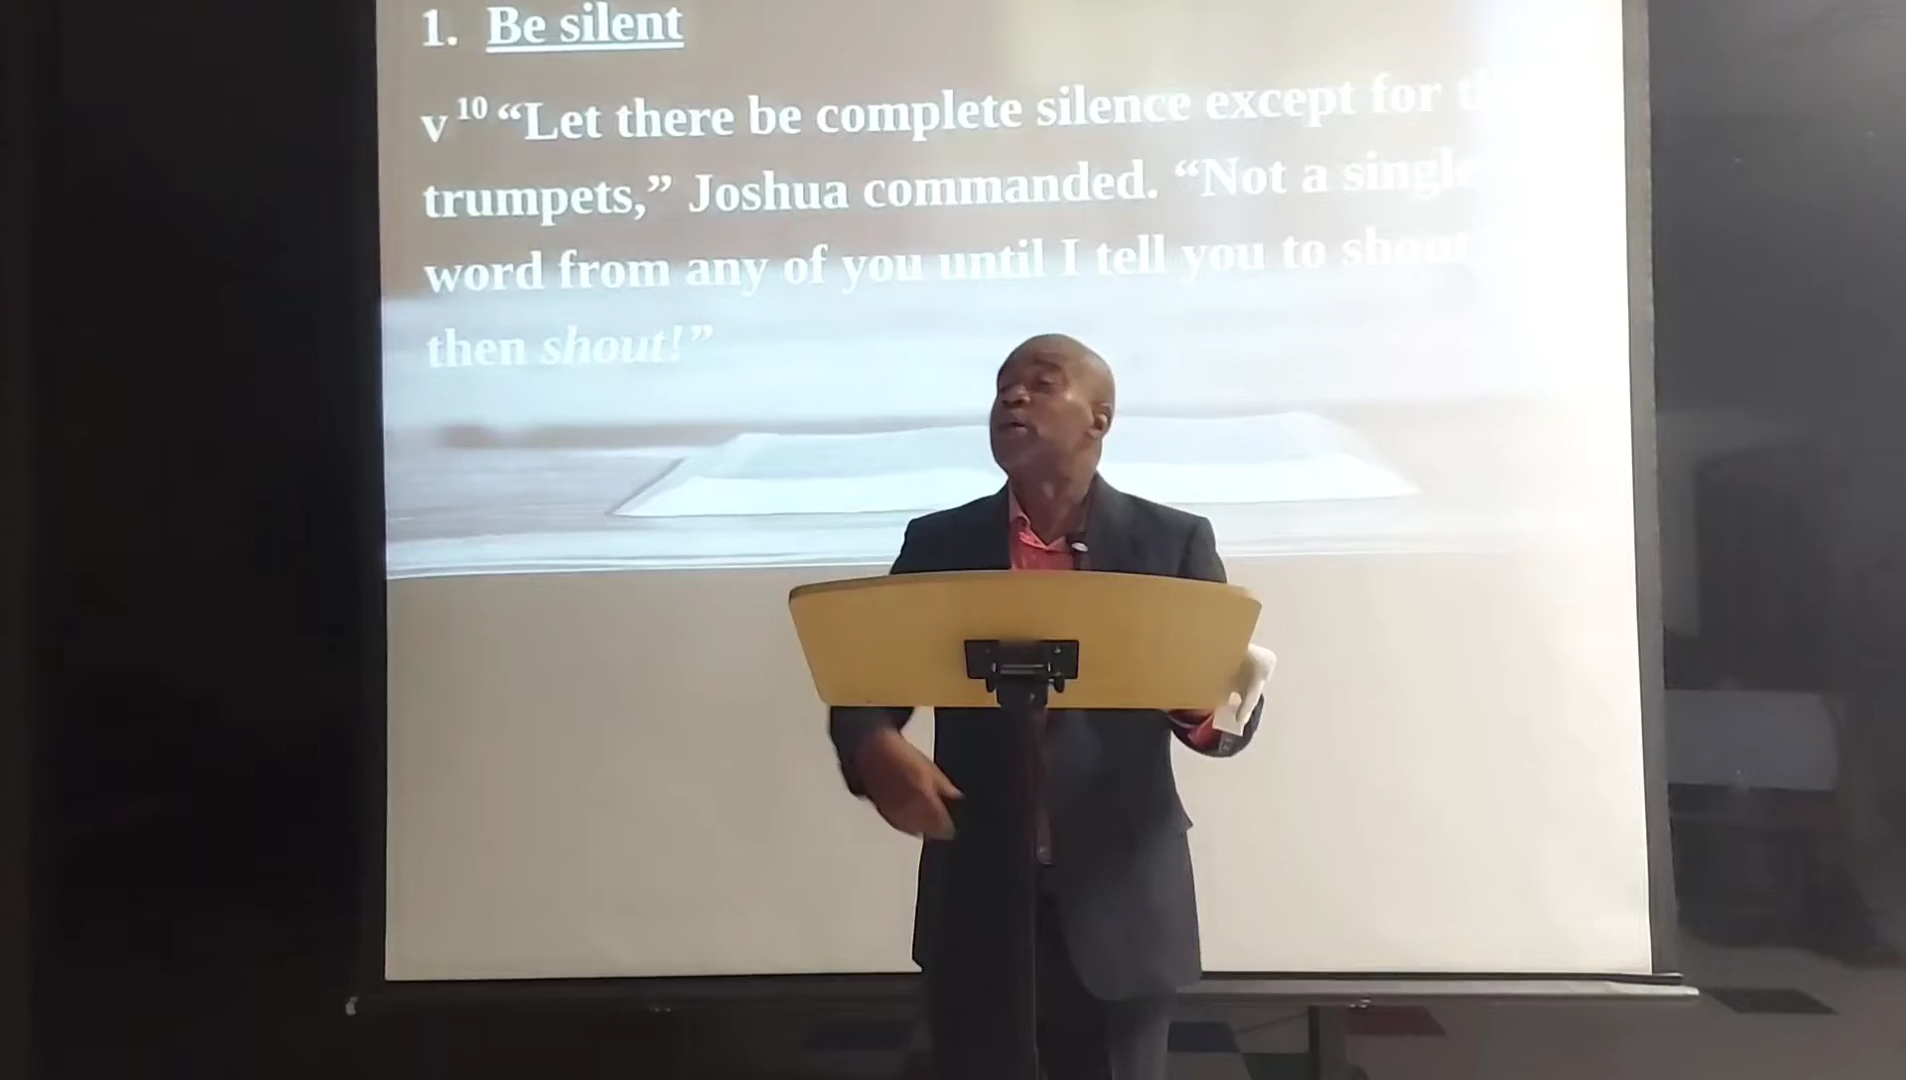 1. Be silent
v 10 “Let there be complete silence except for
trumpets,” Joshua commanded. “Not a single
word from any of you until I tell you to shout
then shout!”